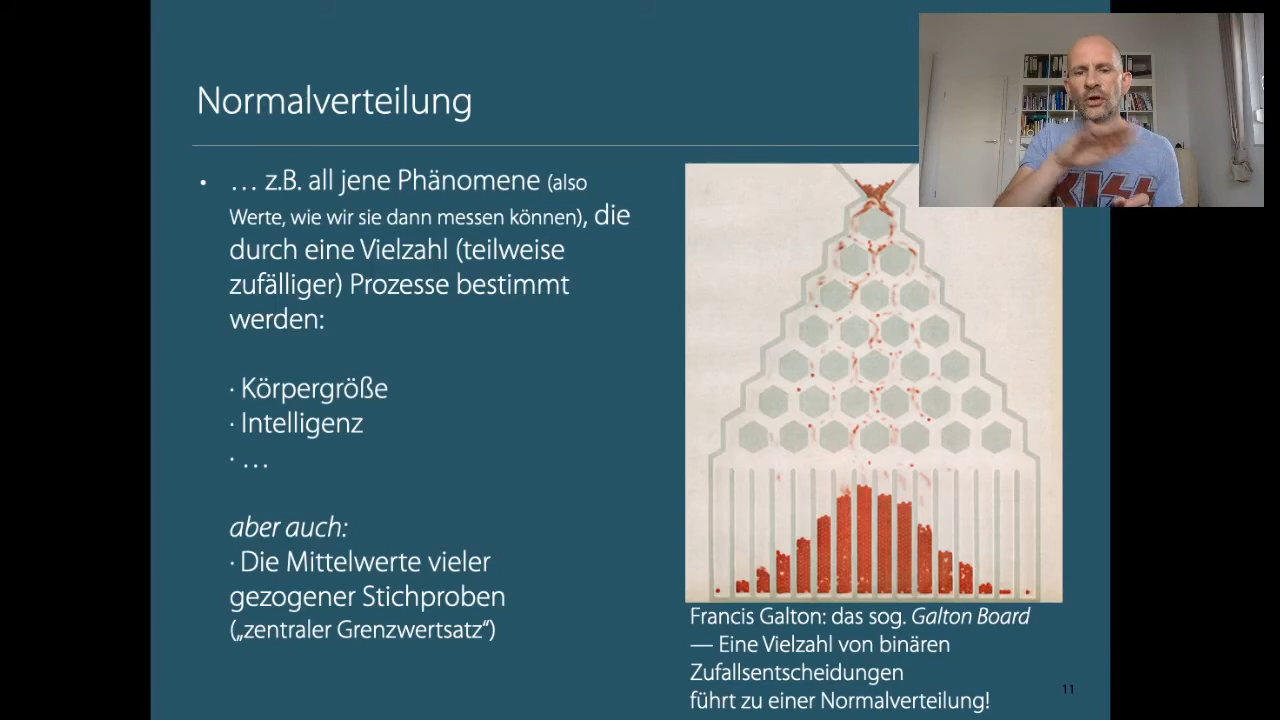 Normalverteilung
• … z.B. all jene Phänomene (also
Werte, wie wir sie dann messen können), die
durch eine Vielzahl (teilweise
zufälliger) Prozesse bestimmt
werden:
· Körpergröße
· Intelligenz
· …
aber auch:
· Die Mittelwerte vieler
gezogener Stichproben
(„zentraler Grenzwertsatz“)
KISS
Francis Galton: das sog. Galton Board
— Eine Vielzahl von binären
Zufallsentscheidungen
führt zu einer Normalverteilung!
11